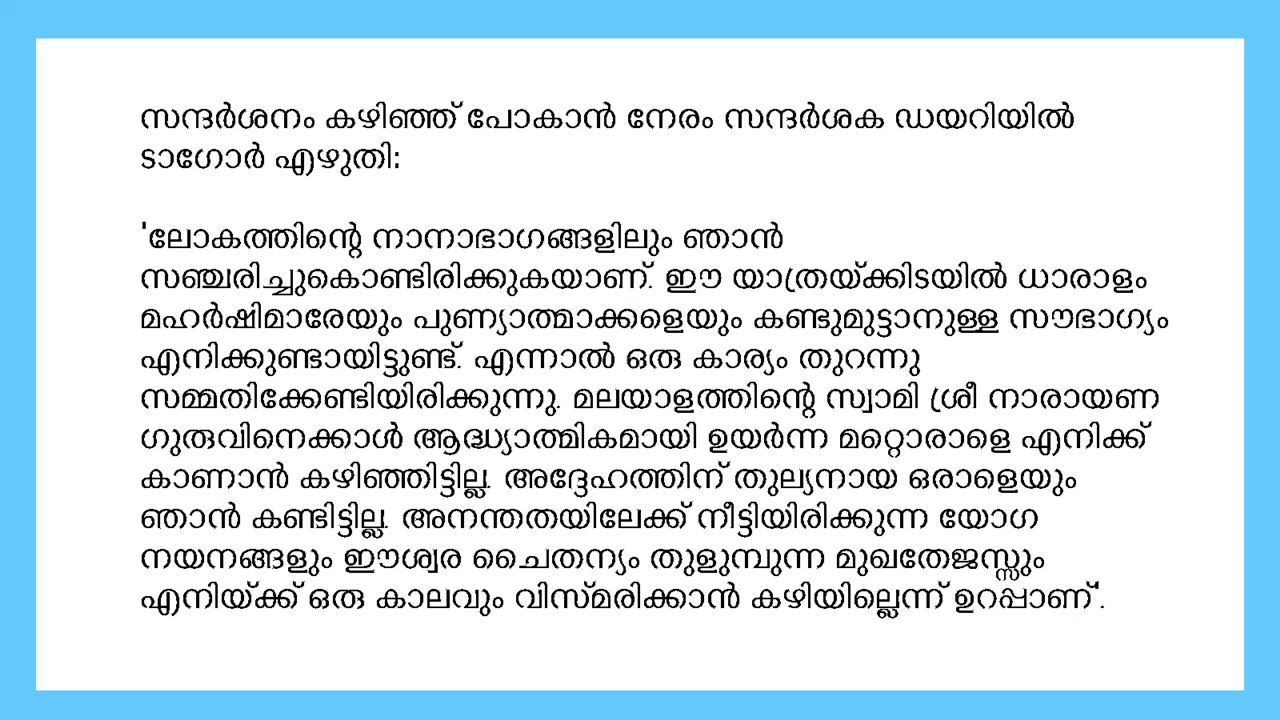 സന്ദർശനം കഴിഞ്ഞ് പോകാൻ നേരം സന്ദർശക ഡയറിയിൽ
ടാഗോർ എഴുതി:
'ലോകത്തിന്റെ നാനാഭാഗങ്ങളിലും ഞാൻ
സഞ്ചരിച്ചുകൊണ്ടിരിക്കുകയാണ്. ഈ യാത്രയ്ക്കിടയിൽ ധാരാളം
മഹർഷിമാരേയും പുണ്യാത്മാക്കളെയും കണ്ടുമുട്ടാനുള്ള സൗഭാഗ്യം
എനിക്കുണ്ടായിട്ടുണ്ട്. എന്നാൽ ഒരു കാര്യം തുറന്നു
സമ്മതിക്കേണ്ടിയിരിക്കുന്നു. മലയാളത്തിന്റെ സ്വാമി ശ്രീ നാരായണ
ഗുരുവിനെക്കാൾ ആദ്ധ്യാത്മികമായി ഉയർന്ന മറ്റൊരാളെ എനിക്ക്
കാണാൻ കഴിഞ്ഞിട്ടില്ല. അദ്ദേഹത്തിന് തുല്യനായ ഒരാളെയും
ഞാൻ കണ്ടിട്ടില്ല. അനന്തതയിലേക്ക് നീട്ടിയിരിക്കുന്ന യോഗ
നയനങ്ങളും ഈശ്വര ചൈതന്യം തുളുമ്പുന്ന മുഖതേജസ്സും
എനിയ്ക്ക് ഒരു കാലവും വിസ്മരിക്കാൻ കഴിയില്ലെന്ന് ഉറപ്പാണ്'.